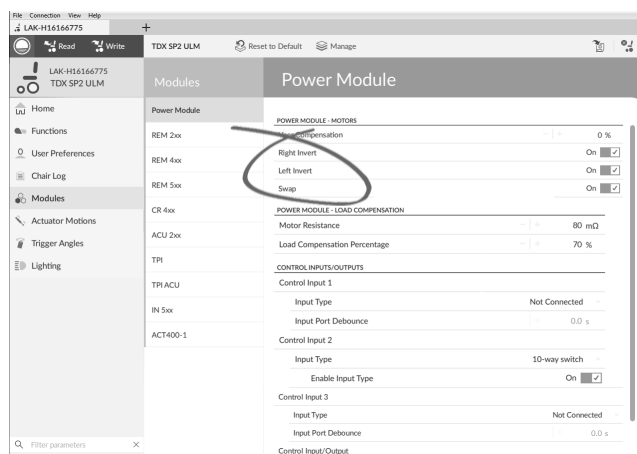 File Connection View Help
LAK-H16166775 +
Read Write TDX SP2 ULM Reset to Default Manage
LAK-H16166775
TDX SP2 ULM
Modules
Power Module
Home
Functions
User Preferences
Chair Log
Modules
Actuator Motions
Trigger Angles
Lighting
Filter parameters
Power Module
REM 2xx
REM 4xx
REM 5xx
CR 4xx
ACU 2xx
TPI
TPI ACU
IN 5xx
ACT400-1
POWER MODULE - MOTORS
Compensation - + 0 %
Right Invert On
Left Invert On
Swap On
POWER MODULE - LOAD COMPENSATION
Motor Resistance - + 80 mΩ
Load Compensation Percentage - + 70 %
CONTROL INPUTS/OUTPUTS
Control Input 1
Input Type Not Connected
Input Port Debounce 0.0 s
Control Input 2
Input Type 10-way switch
Enable Input Type On
Control Input 3
Input Type Not Connected
Input Port Debounce 0.0 s
Control Input/Output